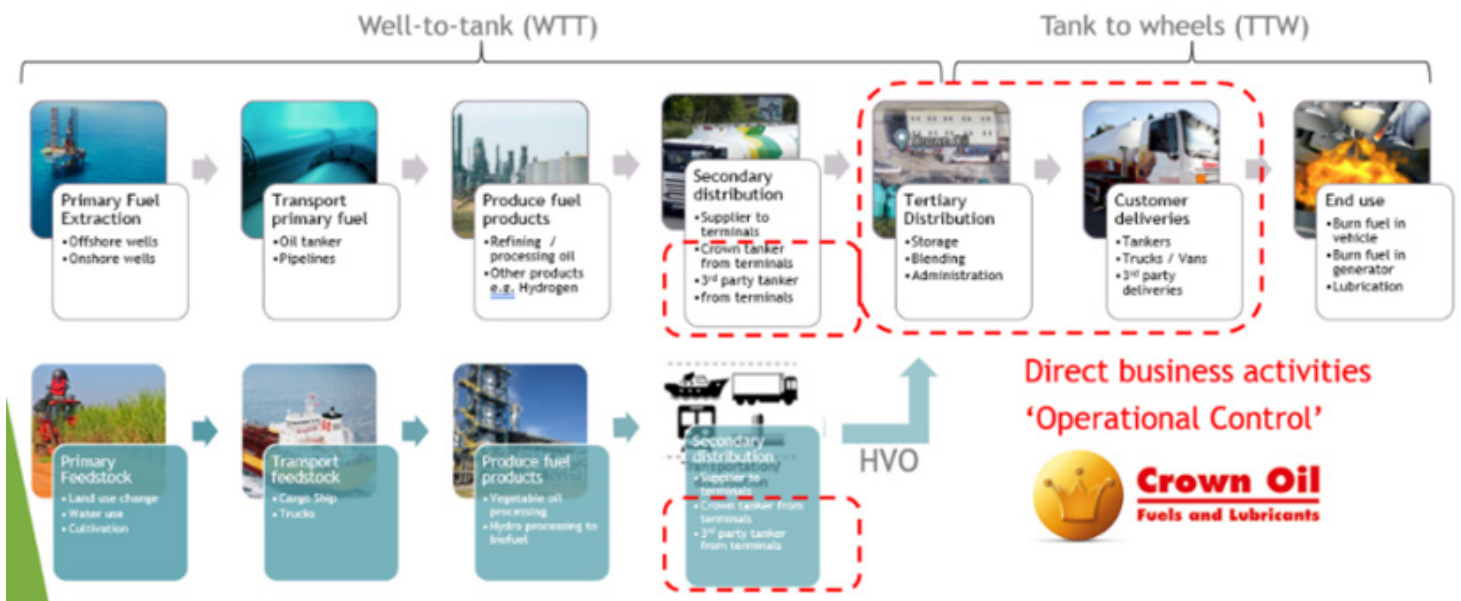 Well-to-tank (WTT)
Tank to wheels (TTW)
Primary Fuel
Extraction
•Offshore wells
•Onshore wells
Transport
primary fuel
•Oil tanker
•Pipelines
Produce fuel
products
•Refining /
processing oil
•Other products
e.g. Hydrogen
Secondary
distribution
•Supplier to
terminals
•Crown tanker
from terminals
•3rd party tanker
•from terminals
Tertiary
Distribution
•Storage
•Blending
•Administration
Customer
deliveries
•Tankers
•Trucks / Vans
•3rd party
deliveries
End use
•Burn fuel in
vehicle
•Burn fuel in
generator
•Lubrication
Primary
Feedstock
•Land use change
•Water use
•Cultivation
Transport
feedstock
•Cargo Ship
•Trucks
Produce fuel
products
•Vegetable oil
processing
•Hydro processing to
biofuel
Secondary
distribution
Transportation/
•Supplier to
terminals
•Crown tanker from
terminals
•3rd party tanker
from terminals
HVO
Direct business activities
‘Operational Control’
Crown Oil
Fuels and Lubricants